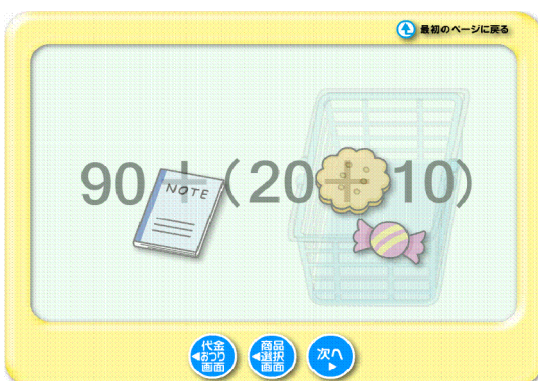 最初のページに戻る
90+(20+10)
NOTE
代金
おつり
画面
商品
選択
画面
次へ